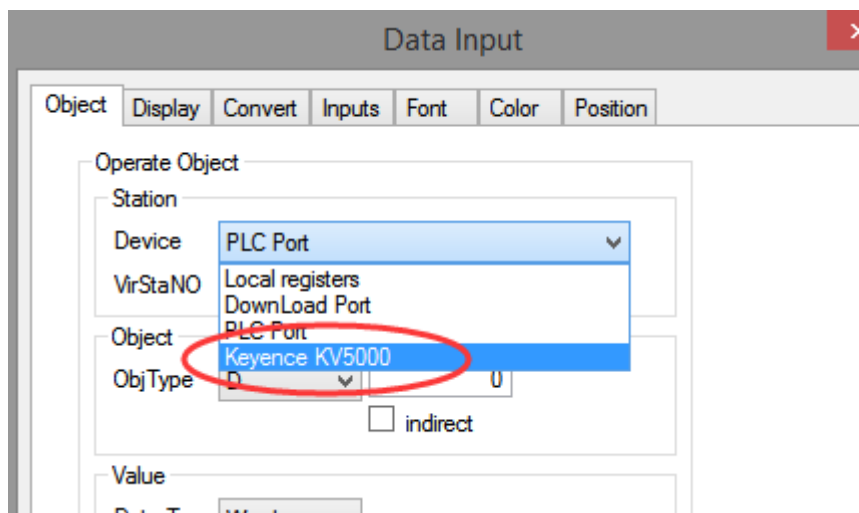 Data Input
Object Display Convert Inputs Font Color Position
Operate Object
Station
Device PLC Port
VirStaNO Local registers
DownLoad Port
PLC Port
Object
Keyence KV5000
ObjType D 0
indirect
Value